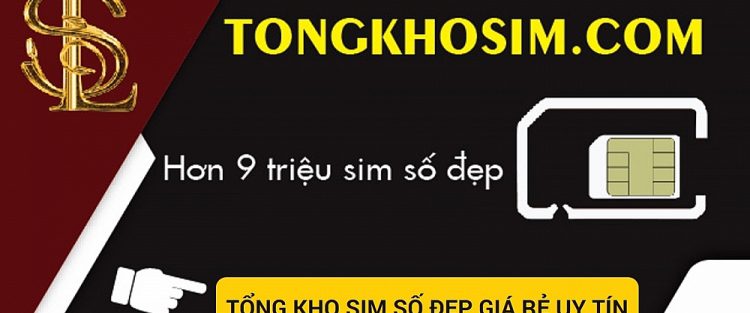 TONGKHOSIM.COM
Hơn 9 triệu sim số đẹp
TỔNG KHO SIM SỐ ĐẸP GIÁ RẺ UY TÍN